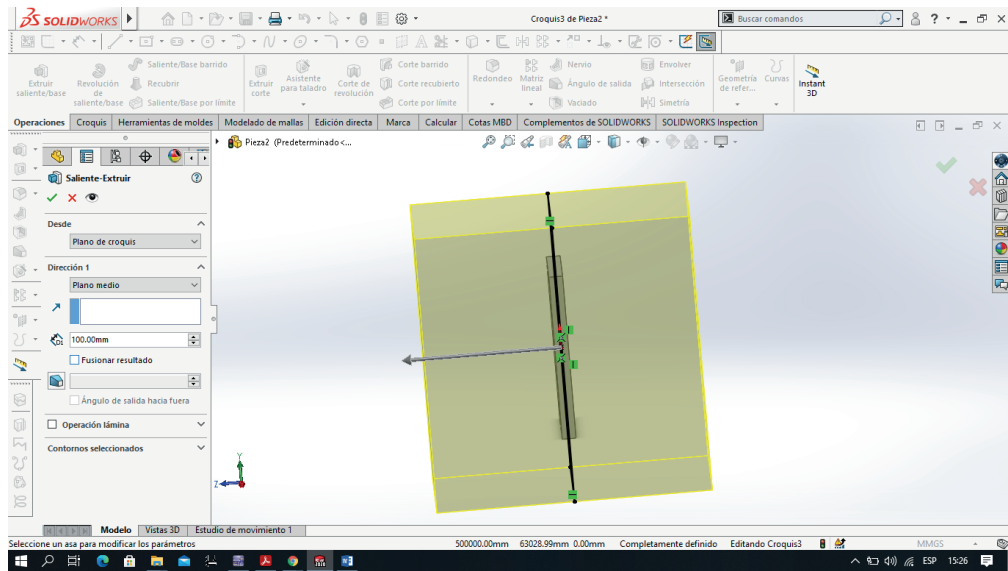 SOLIDWORKS
Croquis3 de Pieza2 *
Buscar comandos
?
Extruir saliente/base
Revolución de saliente/base
Saliente/Base barrido
Recubrir
Saliente/Base por límite
Extruir corte
Asistente para taladro
Corte de revolución
Corte barrido
Corte recubierto
Corte por límite
Redondeo
Matriz lineal
Nervio
Ángulo de salida
Vaciado
Envolver
Intersección
Simetría
Geometría de refer...
Curvas
Instant 3D
Operaciones
Croquis
Herramientas de moldes
Modelado de mallas
Edición directa
Marca
Calcular
Cotas MBD
Complementos de SOLIDWORKS
SOLIDWORKS Inspection
Pieza2 (Predeterminado<...
Saliente-Extruir
Desde
Plano de croquis
Dirección 1
Plano medio
D1
100.00mm
Fusionar resultado
Ángulo de salida hacia fuera
Operación lámina
Contornos seleccionados
Y
Z
Modelo
Vistas 3D
Estudio de movimiento 1
Seleccione un asa para modificar los parámetros
500000.00mm
63028.99mm
0.00mm
Completamente definido
Editando Croquis3
MMGS
ESP
15:26